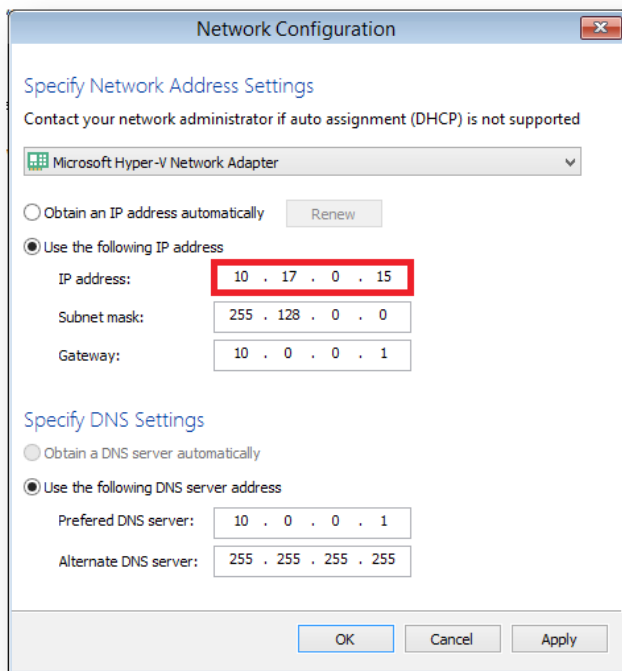 Network Configuration
Specify Network Address Settings
Contact your network administrator if auto assignment (DHCP) is not supported
Microsoft Hyper-V Network Adapter
Obtain an IP address automatically Renew
Use the following IP address
IP address: 10 . 17 . 0 . 15
Subnet mask: 255 . 128 . 0 . 0
Gateway: 10 . 0 . 0 . 1
Specify DNS Settings
Obtain a DNS server automatically
Use the following DNS server address
Prefered DNS server: 10 . 0 . 0 . 1
Alternate DNS server: 255 . 255 . 255 . 255
OK Cancel Apply